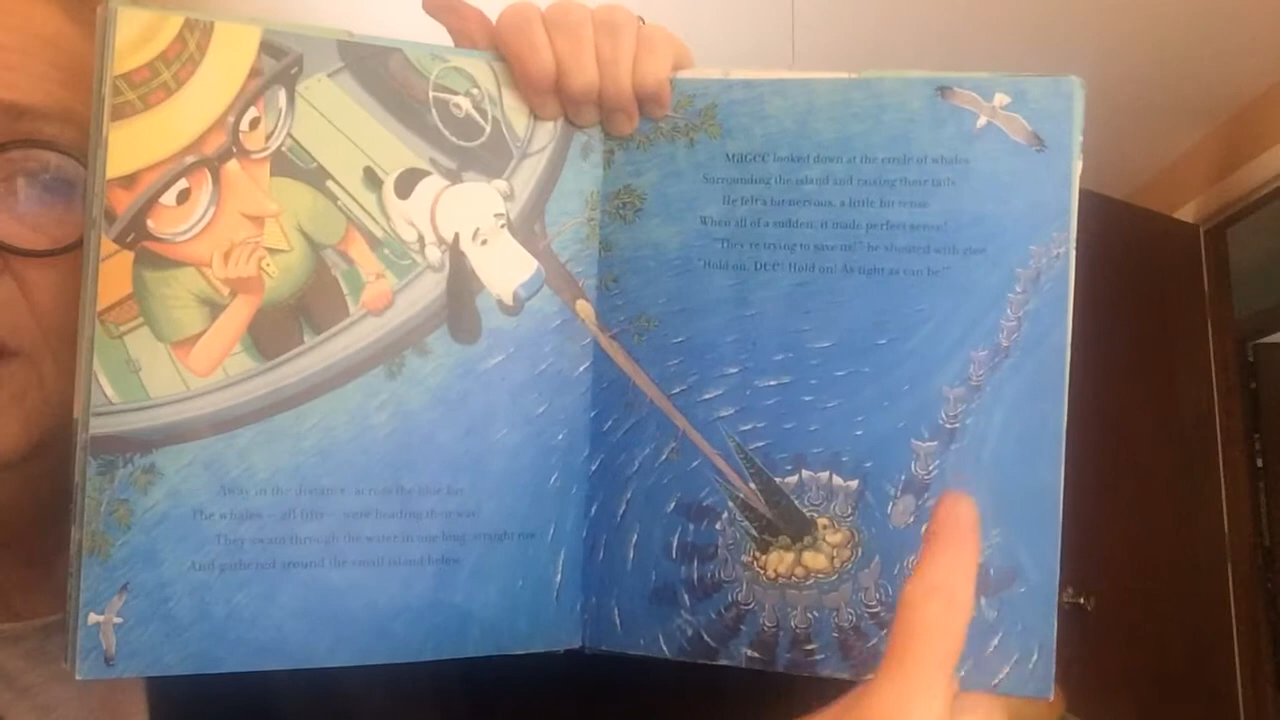 Away in the distance, across the blue bay,
The whales – all fifty – were heading their way.
They swam through the water in one long, straight row
And gathered around the small island below.
MdGCC looked down at the circle of whales
Surrounding the island and raising their tails.
He felt a bit nervous, a little bit tense
When all of a sudden, it made perfect sense!
"They're trying to save us!" he shouted with glee.
"Hold on, DCC! Hold on! As tight as can be!"